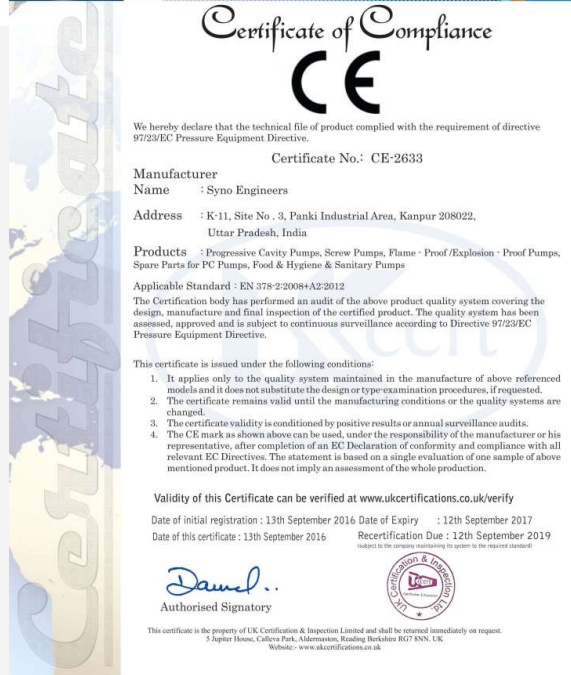 Certificate of Compliance
CE
We hereby declare that the technical file of product complied with the requirement of directive
97/23/EC Pressure Equipment Directive.
Certificate No.: CE-2633
Manufacturer
Name : Syno Engineers
Address : K-11, Site No . 3, Panki Industrial Area, Kanpur 208022,
Uttar Pradesh, India
Products : Progressive Cavity Pumps, Screw Pumps, Flame - Proof /Explosion - Proof Pumps,
Spare Parts for PC Pumps, Food & Hygiene & Sanitary Pumps
Applicable Standard : EN 378-2:2008+A2:2012
The Certification body has performed an audit of the above product quality system covering the
design, manufacture and final inspection of the certified product. The quality system has been
assessed, approved and is subject to continuous surveillance according to Directive 97/23/EC
Pressure Equipment Directive.
This certificate is issued under the following conditions:
1. It applies only to the quality system maintained in the manufacture of above referenced
models and it does not substitute the design or type-examination procedures, if requested.
2. The certificate remains valid until the manufacturing conditions or the quality systems are
changed.
3. The certificate validity is conditioned by positive results or annual surveillance audits.
4. The CE mark as shown above can be used, under the responsibility of the manufacturer or his
representative, after completion of an EC Declaration of conformity and compliance with all
relevant EC Directives. The statement is based on a single evaluation of one sample of above
mentioned product. It does not imply an assessment of the whole production.
Validity of this Certificate can be verified at www.ukcertifications.co.uk/verify
Date of initial registration : 13th September 2016 Date of Expiry : 12th September 2017
Date of this certificate : 13th September 2016 Recertification Due : 12th September 2019
(subject to the company maintaining its system to the required standard)
Authorised Signatory
UK Certification & Inspection Ltd.
This certificate is the property of UK Certification & Inspection Limited and shall be returned immediately on request.
5 Jupiter House, Calleva Park, Aldermaston, Reading Berkshire RG7 8NN. UK
Website:- www.ukcertifications.co.uk
Certificate